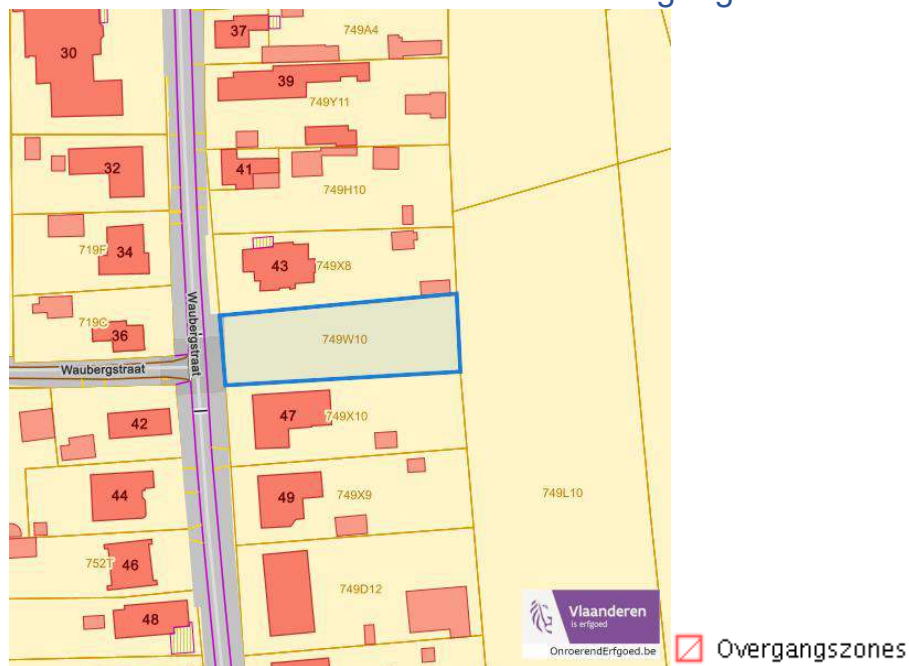 37
749A4
30
39
749Y11
32
41
749H10
719F
34
43
749X8
719C
36
Waubergstraat
749W10
Waubergstraat
42
47
749X10
44
49
749X9
749L10
752T
46
749D12
48
Vlaanderen
is erfgoed
OnroerendErfgoed.be
Overgangszones